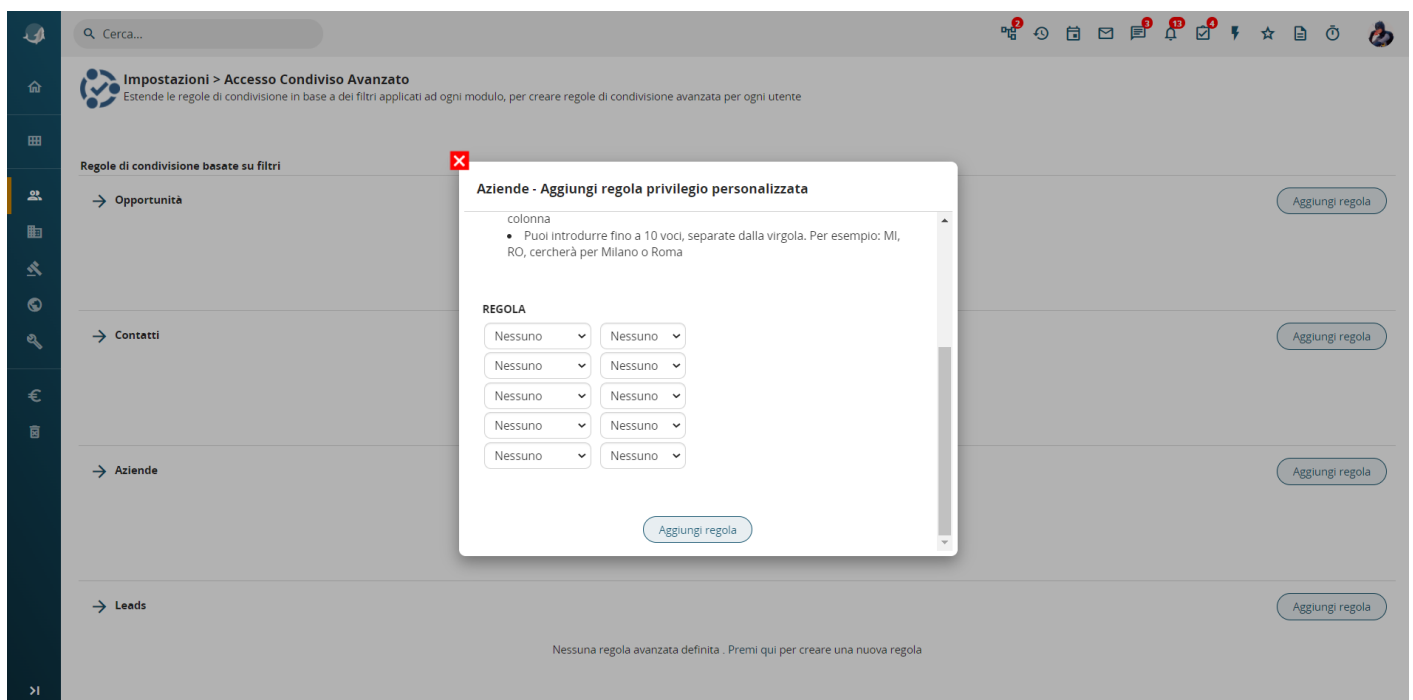 Cerca...
2
3
13
4
Impostazioni > Accesso Condiviso Avanzato
Estende le regole di condivisione in base a dei filtri applicati ad ogni modulo, per creare regole di condivisione avanzata per ogni utente
Regole di condivisione basate su filtri
Opportunità
Aggiungi regola
Aziende - Aggiungi regola privilegio personalizzata
colonna
• Puoi introdurre fino a 10 voci, separate dalla virgola. Per esempio: MI,
RO, cercherà per Milano o Roma
REGOLA
Nessuno Nessuno
Nessuno Nessuno
Nessuno Nessuno
Nessuno Nessuno
Nessuno Nessuno
Aggiungi regola
Contatti
Aggiungi regola
Aziende
Aggiungi regola
Leads
Aggiungi regola
Nessuna regola avanzata definita . Premi qui per creare una nuova regola